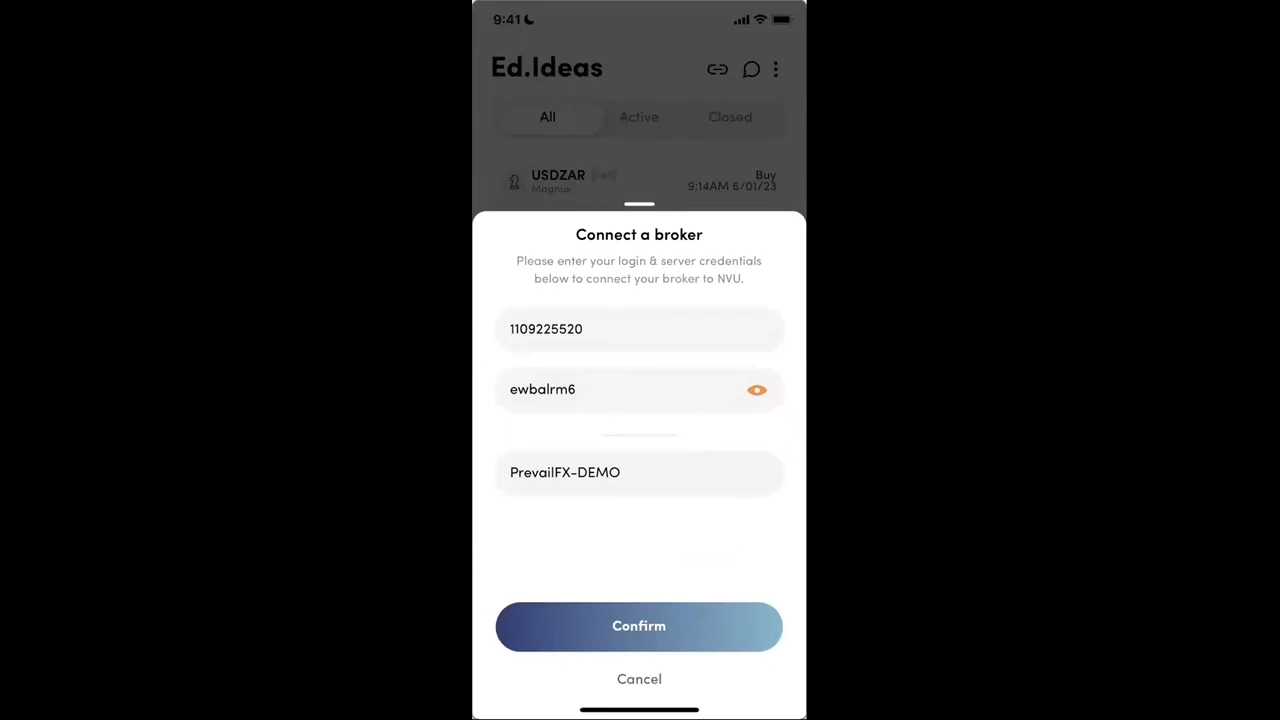 9:41
Ed.Ideas
All
Active
Closed
USDZAR
Magnus
Buy
9:14AM 6/01/23
Connect a broker
Please enter your login & server credentials
below to connect your broker to NVU.
1109225520
ewbalrm6
PrevailFX-DEMO
Confirm
Cancel